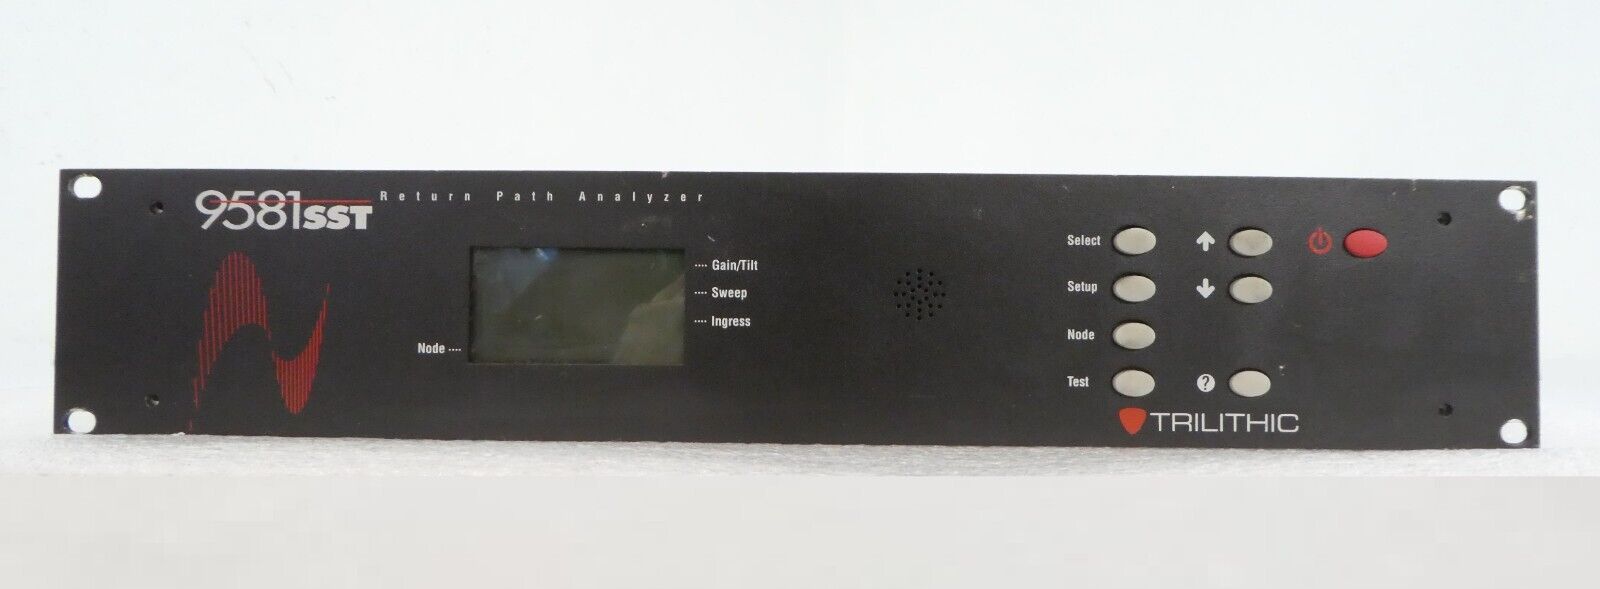 9581SST Return Path Analyzer
Gain/Tilt
Sweep
Ingress
Node
Select
Setup
Node
Test
?
TRILITHIC